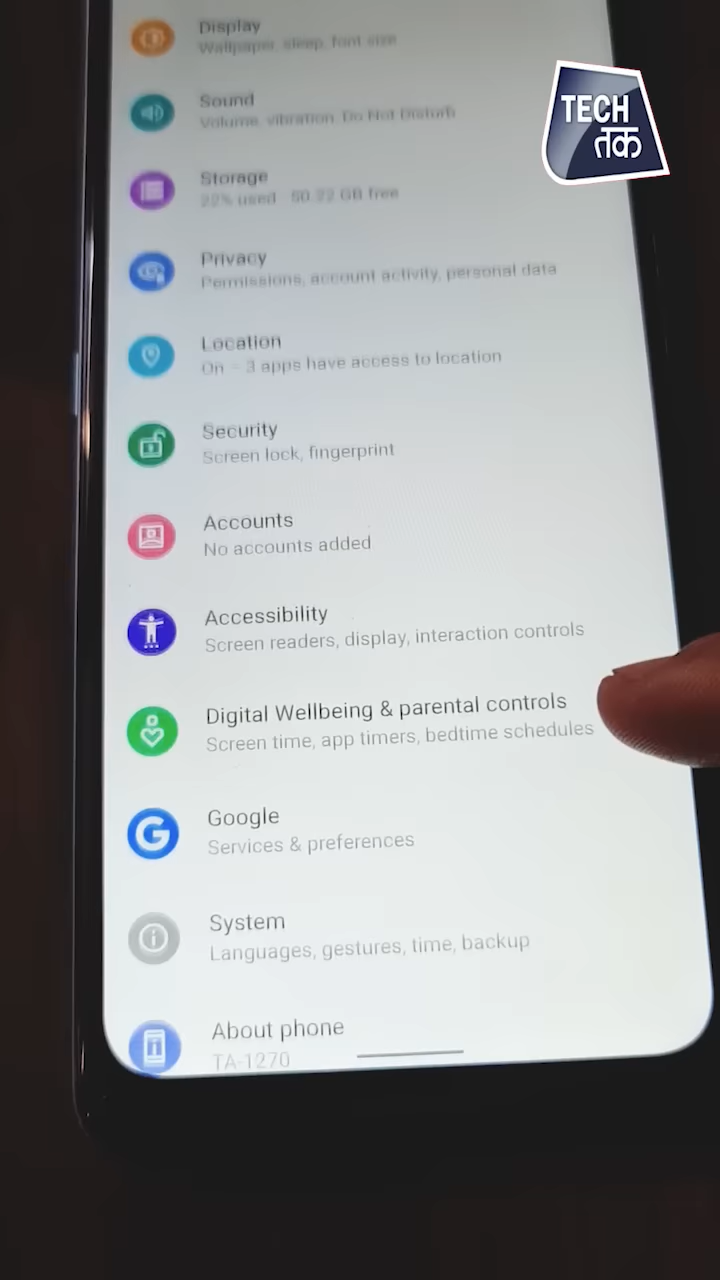 Display
Wallpaper, sleep, font size
TECH
तक
Sound
Volume, vibration, Do Not Disturb
Storage
22% used
GB free
Privacy
Permissions, account activity, personal data
Location
On - 3 apps have access to location
Security
Screen lock, fingerprint
Accounts
No accounts added
Accessibility
Screen readers, display, interaction controls
Digital Wellbeing & parental controls
Screen time, app timers, bedtime schedules
Google
Services & preferences
System
Languages, gestures, time, backup
About phone
TA-1270